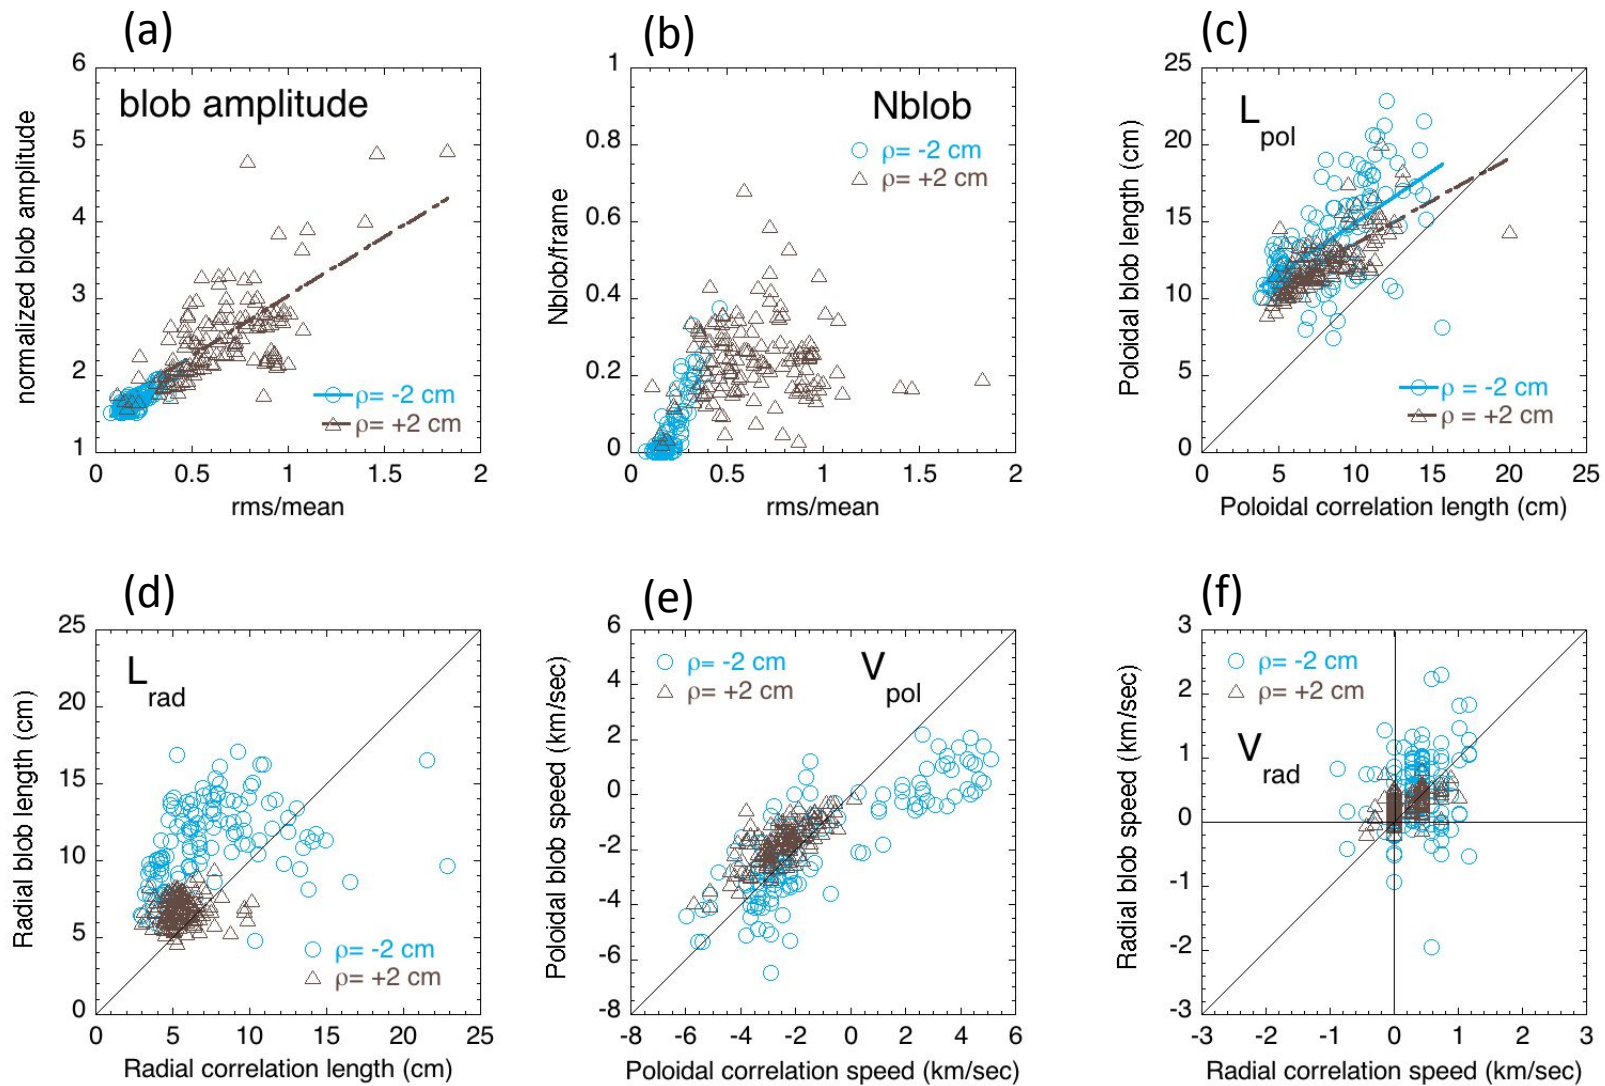 (a)
blob amplitude
normalized blob amplitude
6
5
4
3
2
1
ρ= -2 cm
ρ= +2 cm
0 0.5 1 1.5 2
rms/mean
(b)
Nblob
Nblob/frame
1
0.8
0.6
0.4
0.2
0
ρ= -2 cm
ρ= +2 cm
0 0.5 1 1.5 2
rms/mean
(c)
L pol
Poloidal blob length (cm)
25
20
15
10
5
0
ρ= -2 cm
ρ = +2 cm
0 5 10 15 20 25
Poloidal correlation length (cm)
(d)
L rad
Radial blob length (cm)
25
20
15
10
5
0
ρ= -2 cm
ρ= +2 cm
0 5 10 15 20 25
Radial correlation length (cm)
(e)
V pol
Poloidal blob speed (km/sec)
6
4
2
0
-2
-4
-6
-8
ρ= -2 cm
ρ= +2 cm
-8 -6 -4 -2 0 2 4 6
Poloidal correlation speed (km/sec)
(f)
V rad
Radial blob speed (km/sec)
3
2
1
0
-1
-2
-3
ρ= -2 cm
ρ= +2 cm
-3 -2 -1 0 1 2 3
Radial correlation speed (km/sec)